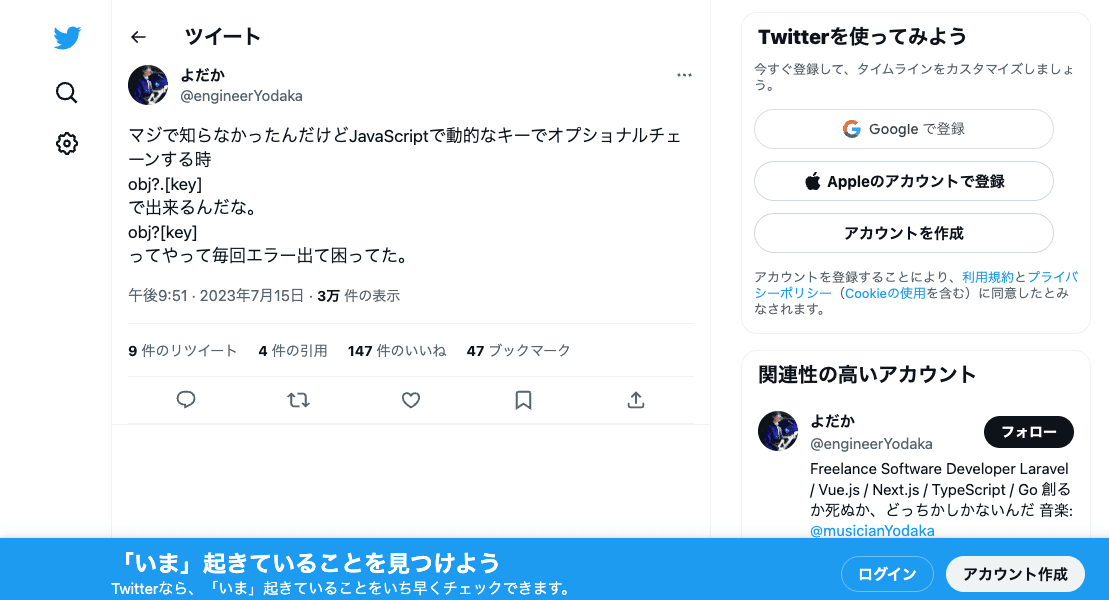 ツイート
よだか
@engineerYodaka
マジで知らなかったんだけどJavaScriptで動的なキーでオプショナルチェ
ーンする時
obj?.[key]
で出来るんだな。
obj?[key]
ってやって毎回エラー出て困ってた。
午後9:51 · 2023年7月15日 · 3万 件の表示
9 件のリツイート 4 件の引用 147 件のいいね 47 ブックマーク
Twitterを使ってみよう
今すぐ登録して、タイムラインをカスタマイズしましょ
う。
Google で登録
Appleのアカウントで登録
アカウントを作成
アカウントを登録することにより、利用規約とプライバ
シーポリシー（Cookieの使用を含む）に同意したとみ
なされます。
関連性の高いアカウント
よだか
@engineerYodaka
フォロー
Freelance Software Developer Laravel
/ Vue.js / Next.js / TypeScript / Go 創る
か死ぬか、どっちかしかないんだ 音楽:
@musicianYodaka
「いま」起きていることを見つけよう
Twitterなら、「いま」起きていることをいち早くチェックできます。
ログイン
アカウント作成